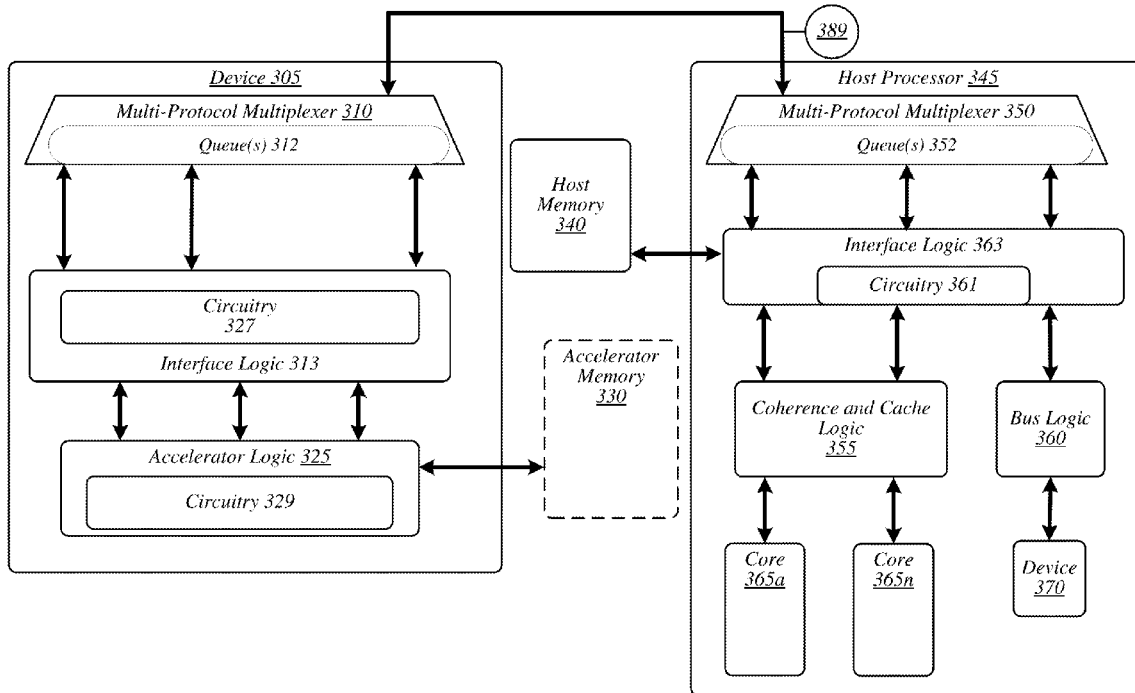 389
Device 305
Multi-Protocol Multiplexer 310
Queue(s) 312
Circuitry
327
Interface Logic 313
Accelerator Logic 325
Circuitry 329
Host
Memory
340
Accelerator
Memory
330
Host Processor 345
Multi-Protocol Multiplexer 350
Queue(s) 352
Interface Logic 363
Circuitry 361
Coherence and Cache
Logic
355
Bus Logic
360
Core
365a
Core
365n
Device
370